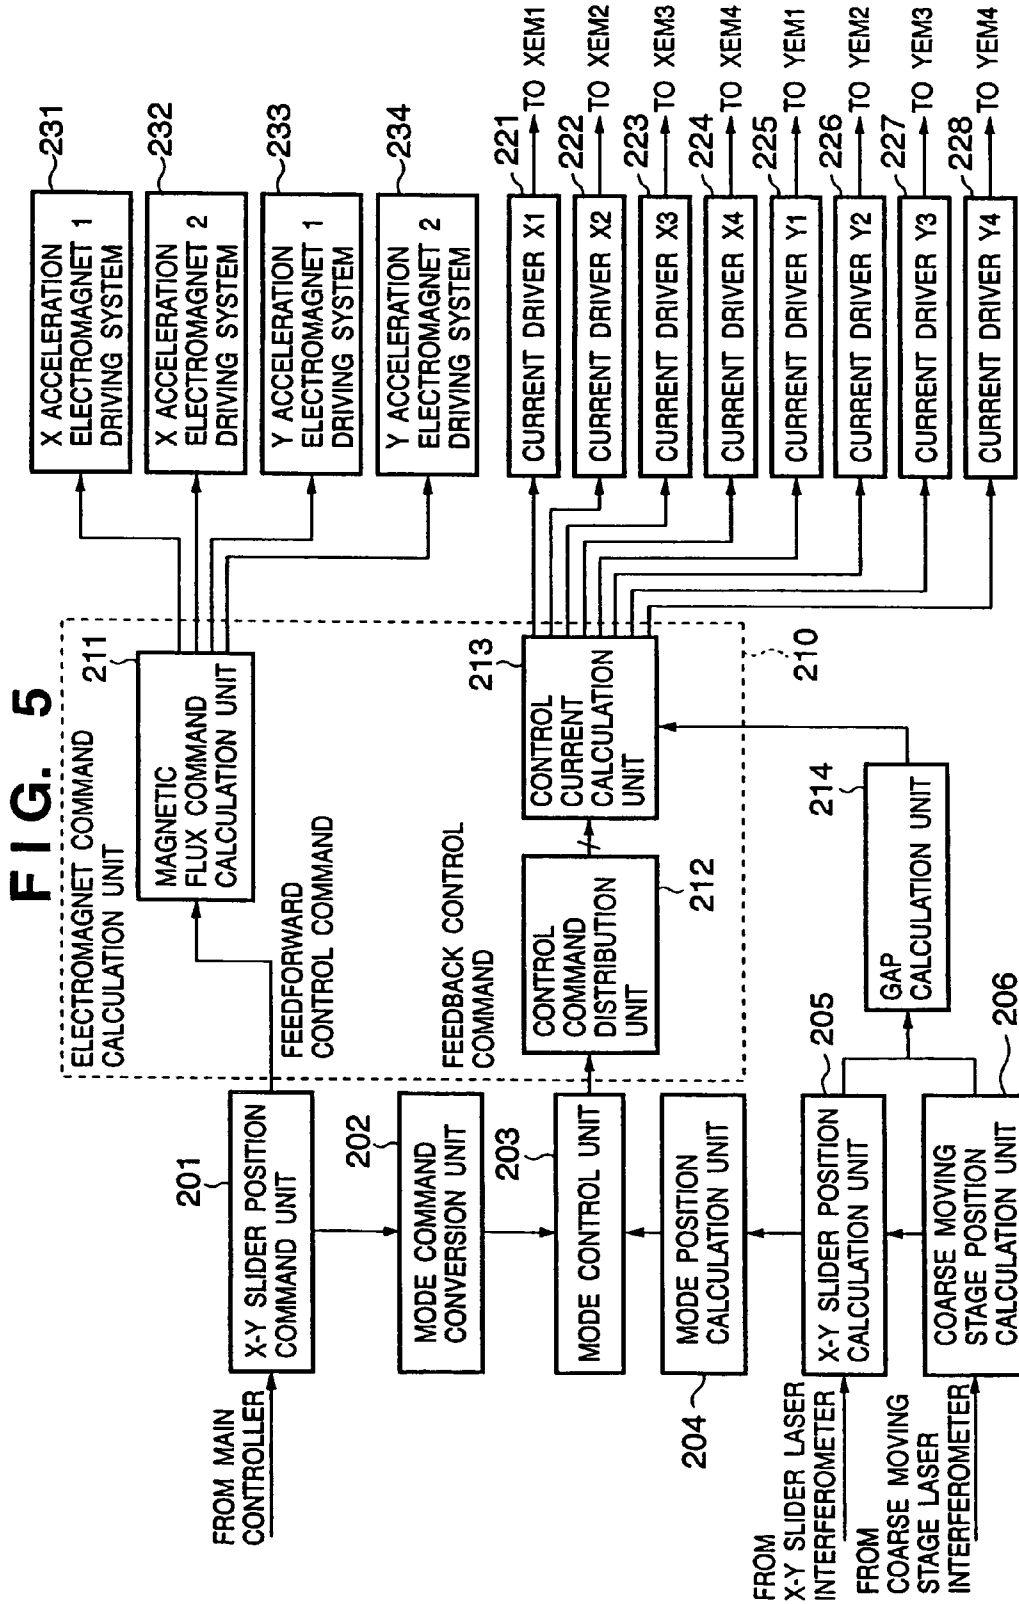 FIG. 5
ELECTROMAGNET COMMAND
CALCULATION UNIT
211
MAGNETIC
FLUX COMMAND
CALCULATION UNIT
X ACCELERATION
ELECTROMAGNET 1
DRIVING SYSTEM
231
X ACCELERATION
ELECTROMAGNET 2
DRIVING SYSTEM
232
Y ACCELERATION
ELECTROMAGNET 1
DRIVING SYSTEM
233
Y ACCELERATION
ELECTROMAGNET 2
DRIVING SYSTEM
234
FROM MAIN
CONTROLLER
201
X-Y SLIDER POSITION
COMMAND UNIT
FEEDFORWARD
CONTROL COMMAND
202
MODE COMMAND
CONVERSION UNIT
FEEDBACK CONTROL
COMMAND
203
MODE CONTROL UNIT
CONTROL
COMMAND
DISTRIBUTION
UNIT
212
213
CONTROL
CURRENT
CALCULATION
UNIT
210
204
MODE POSITION
CALCULATION UNIT
FROM
X-Y SLIDER LASER
INTERFEROMETER
X-Y SLIDER POSITION
CALCULATION UNIT
205
FROM
COARSE MOVING
STAGE LASER
INTERFEROMETER
COARSE MOVING
STAGE POSITION
CALCULATION UNIT
206
GAP
CALCULATION UNIT
214
CURRENT DRIVER X1
221
TO XEM1
CURRENT DRIVER X2
222
TO XEM2
CURRENT DRIVER X3
223
TO XEM3
CURRENT DRIVER X4
224
TO XEM4
CURRENT DRIVER Y1
225
TO YEM1
CURRENT DRIVER Y2
226
TO YEM2
CURRENT DRIVER Y3
227
TO YEM3
CURRENT DRIVER Y4
228
TO YEM4